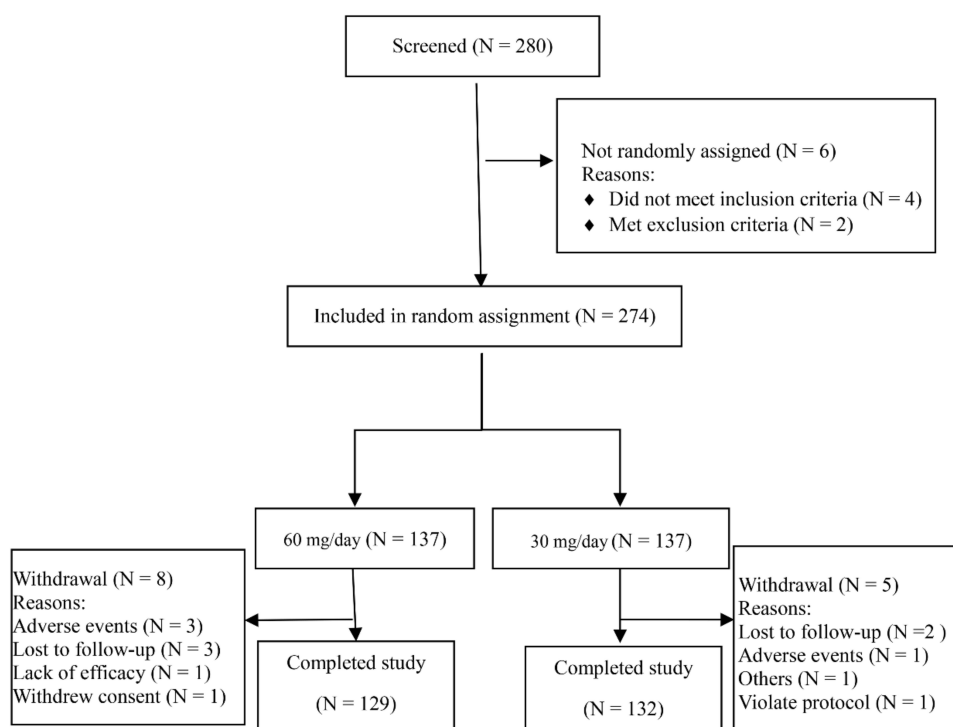 Screened (N = 280)
Not randomly assigned (N = 6)
Reasons:
♦ Did not meet inclusion criteria (N = 4)
♦ Met exclusion criteria (N = 2)
Included in random assignment (N = 274)
60 mg/day (N = 137)
30 mg/day (N = 137)
Withdrawal (N = 8)
Reasons:
Adverse events (N = 3)
Lost to follow-up (N = 3)
Lack of efficacy (N = 1)
Withdrew consent (N = 1)
Withdrawal (N = 5)
Reasons:
Lost to follow-up (N =2 )
Adverse events (N = 1)
Others (N = 1)
Violate protocol (N = 1)
Completed study
(N = 129)
Completed study
(N = 132)